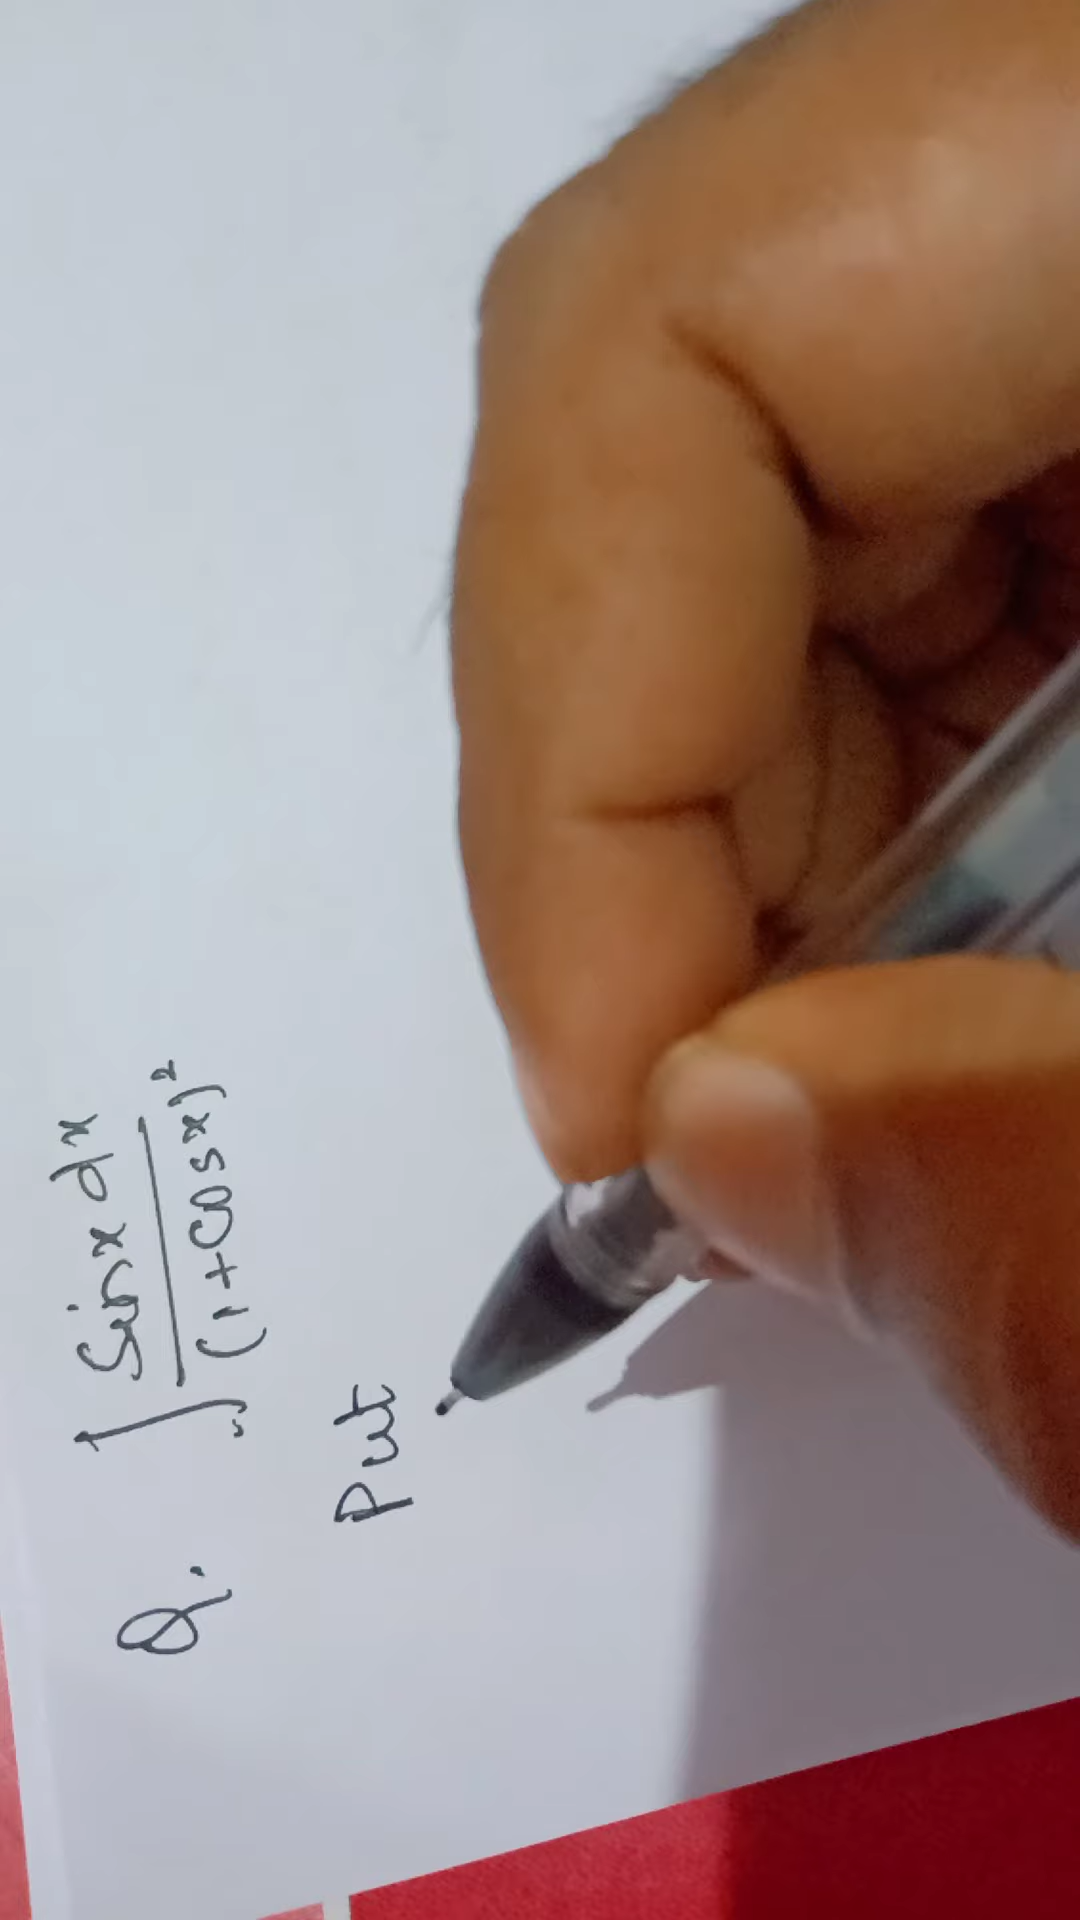 Q. ∫ Sinx dx / (1+cosx)²
Put